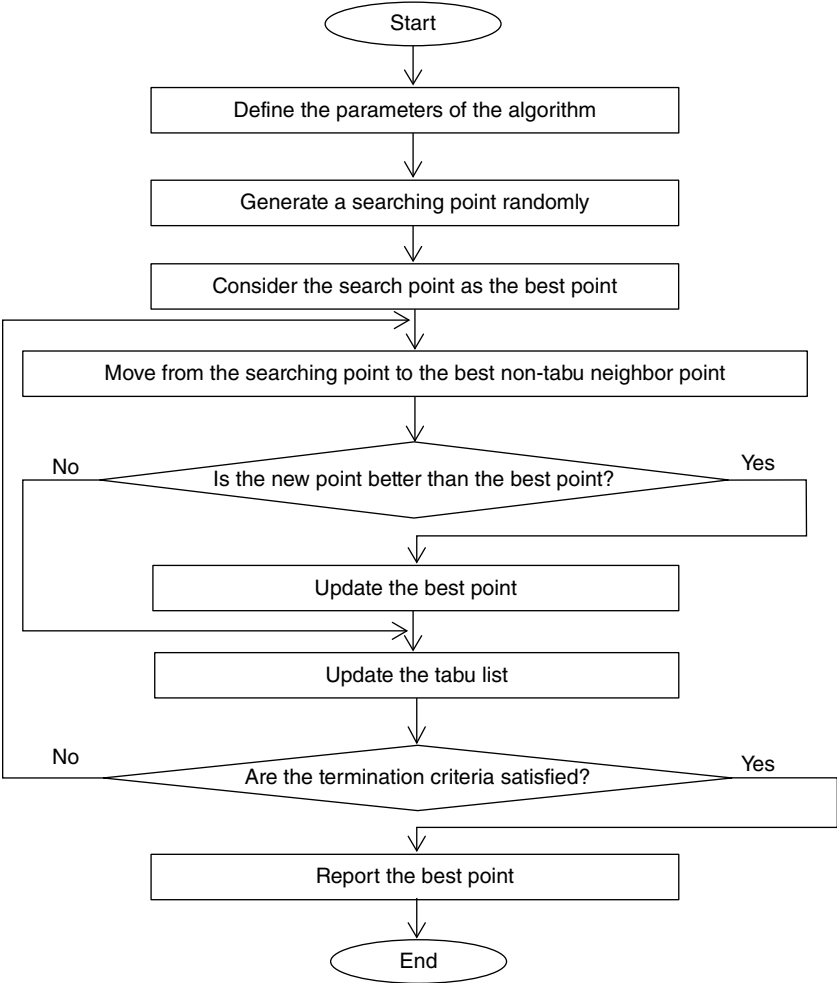 Start
Define the parameters of the algorithm
Generate a searching point randomly
Consider the search point as the best point
Move from the searching point to the best non-tabu neighbor point
No
Is the new point better than the best point?
Yes
Update the best point
Update the tabu list
No
Are the termination criteria satisfied?
Yes
Report the best point
End